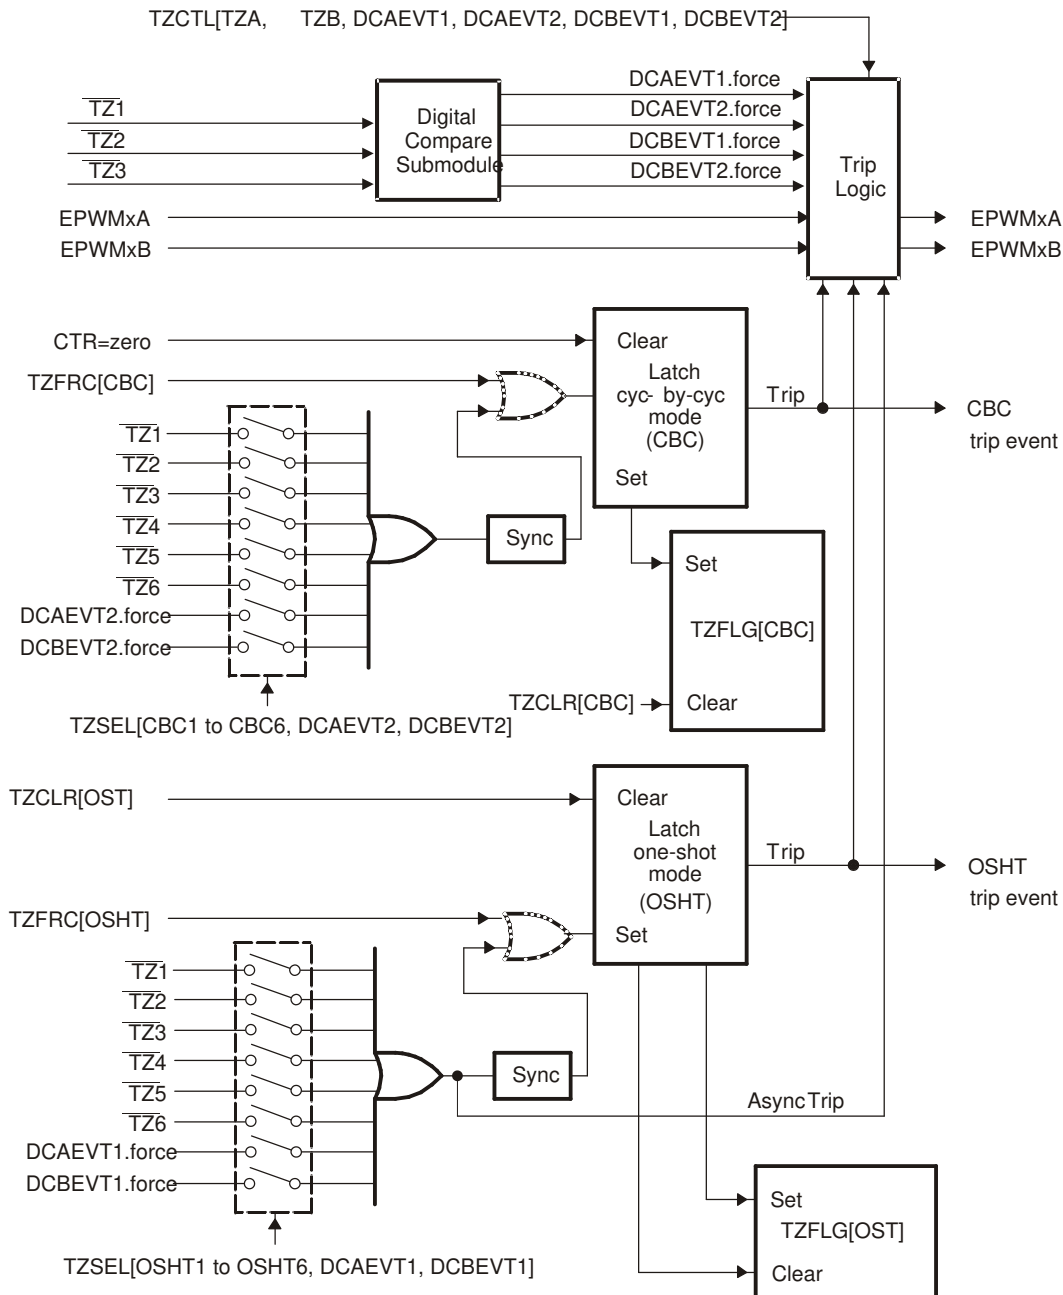 TZCTL[TZA, TZB, DCAEVT1, DCAEVT2, DCBEVT1, DCBEVT2]
TZ1
TZ2
TZ3
Digital
Compare
Submodule
DCAEVT1.force
DCAEVT2.force
DCBEVT1.force
DCBEVT2.force
Trip
Logic
EPWMxA
EPWMxB
EPWMxA
EPWMxB
CTR=zero
TZFRC[CBC]
Clear
Latch
cyc- by-cyc
mode
(CBC)
Set
Trip
CBC
trip event
TZ1
TZ2
TZ3
TZ4
TZ5
TZ6
DCAEVT2.force
DCBEVT2.force
Sync
Set
TZFLG[CBC]
TZCLR[CBC]
Clear
TZSEL[CBC1 to CBC6, DCAEVT2, DCBEVT2]
TZCLR[OST]
Clear
Latch
one-shot
mode
(OSHT)
Set
Trip
OSHT
trip event
TZFRC[OSHT]
TZ1
TZ2
TZ3
TZ4
TZ5
TZ6
DCAEVT1.force
DCBEVT1.force
Sync
Async Trip
Set
TZFLG[OST]
Clear
TZSEL[OSHT1 to OSHT6, DCAEVT1, DCBEVT1]